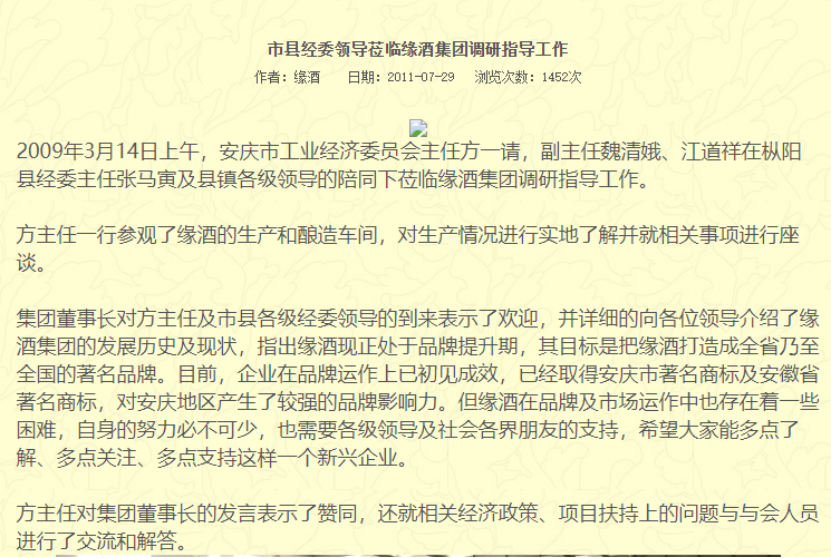 市县经委领导莅临缘酒集团调研指导工作
作者：缘酒 日期：2011-07-29 浏览次数：1452次
2009年3月14日上午，安庆市工业经济委员会主任方一请，副主任魏清娥、江道祥在枞阳
县经委主任张马寅及县镇各级领导的陪同下莅临缘酒集团调研指导工作。
方主任一行参观了缘酒的生产和酿造车间，对生产情况进行实地了解并就相关事项进行座
谈。
集团董事长对方主任及市县各级经委领导的到来表示了欢迎，并详细的向各位领导介绍了缘
酒集团的发展历史及现状，指出缘酒现正处于品牌提升期，其目标是把缘酒打造成全省乃至
全国的著名品牌。目前，企业在品牌运作上已初见成效，已经取得安庆市著名商标及安徽省
著名商标，对安庆地区产生了较强的品牌影响力。但缘酒在品牌及市场运作中也存在着一些
困难，自身的努力必不可少，也需要各级领导及社会各界朋友的支持，希望大家能多点了
解、多点关注、多点支持这样一个新兴企业。
方主任对集团董事长的发言表示了赞同，还就相关经济政策、项目扶持上的问题与与会人员
进行了交流和解答。